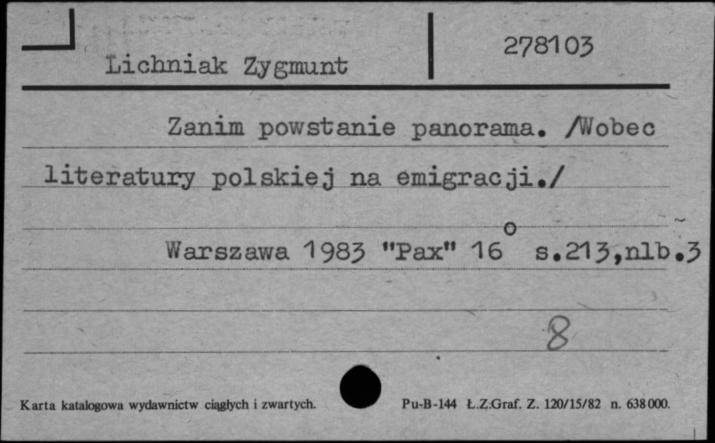 Lichniak Zygmunt 278103
Zanim powstanie panorama. /Wobec
literatury polskiej na emigracji./
Warszawa 1983 "Pax" 16° s.213,nlb.3
8
Karta katalogowa wydawnictw ciągłych i zwartych. Pu-B-144 Ł.Z.Graf. Z. 120/15/82 n. 638000.